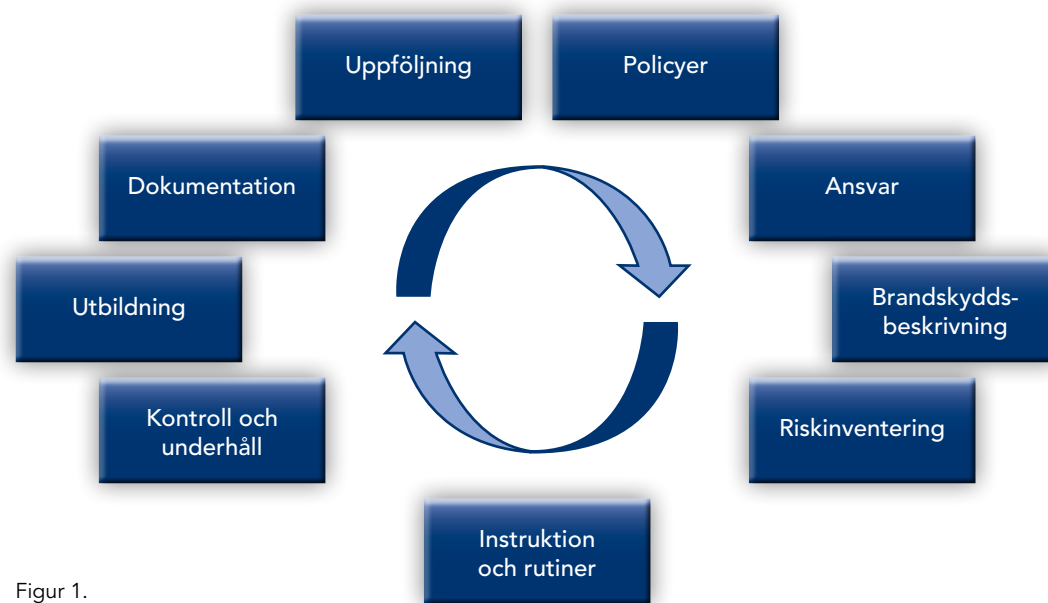 Uppföljning
Policyer
Dokumentation
Ansvar
Utbildning
Brandskydds-
beskrivning
Kontroll och
underhåll
Riskinventering
Instruktion
och rutiner
Figur 1.